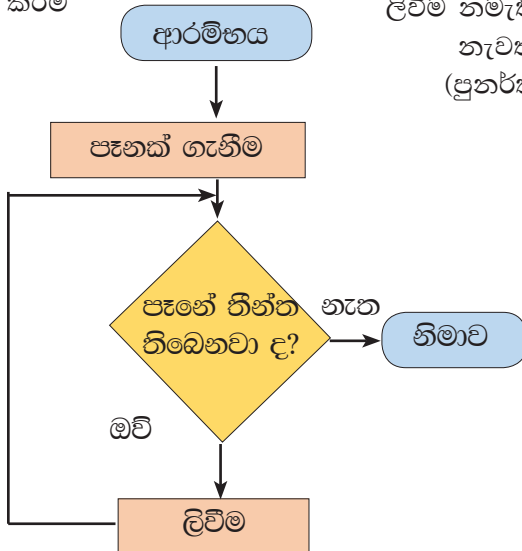 ආරම්භය
නැව
පෑනක් ගැනීම
පෑනේ තීන්ත නැත
තිබෙනවා ද?
නිමාව
ඔව්
ලිවීම